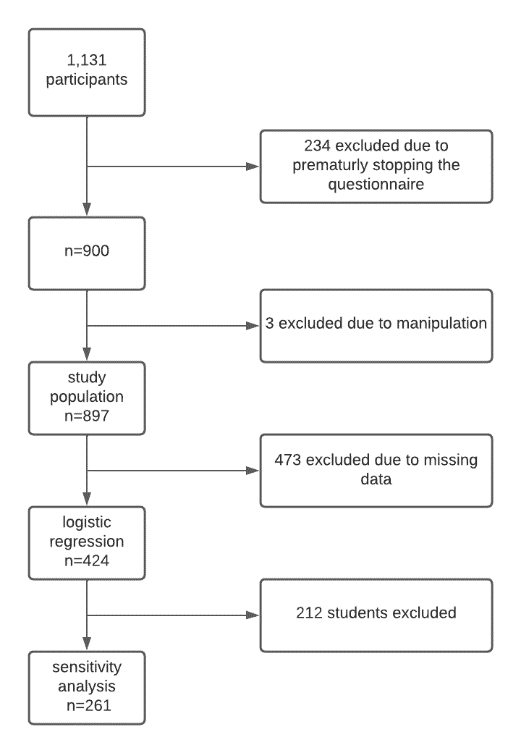 1,131
participants
234 excluded due to
prematurly stopping the
questionnaire
n=900
3 excluded due to manipulation
study
population
n=897
473 excluded due to missing
data
logistic
regression
n=424
212 students excluded
sensitivity
analysis
n=261